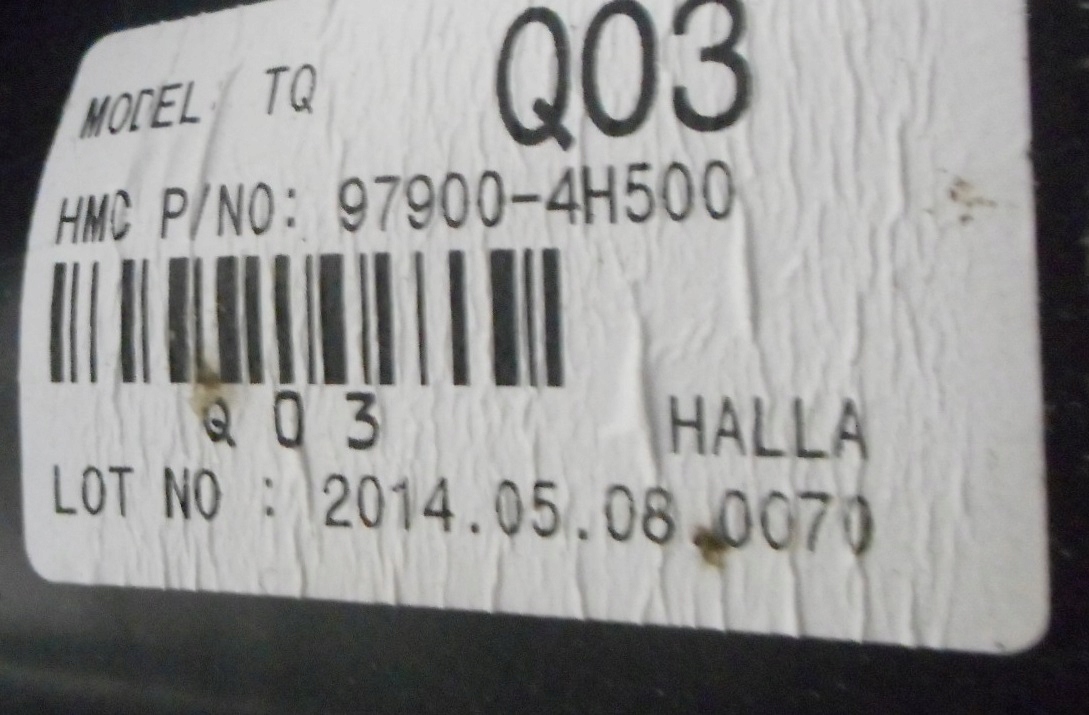 MODEL TQ Q03
HMC P/NO: 97900-4H500
Q 0 3
HALLA
LOT NO : 2014.05.08.0070